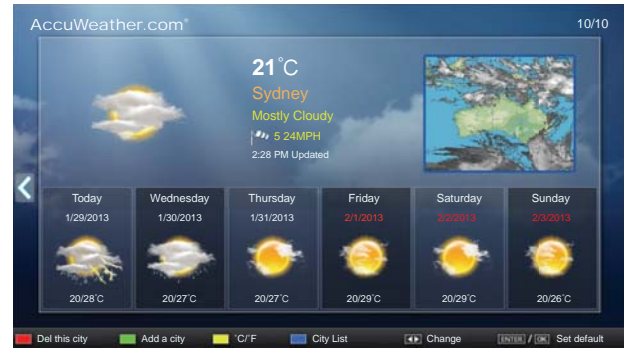 AccuWeather.com®
10/10
21°C
Sydney
Mostly Cloudy
5 24MPH
2:28 PM Updated
Today Wednesday Thursday Friday Saturday Sunday
1/29/2013 1/30/2013 1/31/2013 2/1/2013 2/2/2013 2/3/2013
20/28°C 20/27°C 20/27°C 20/29°C 20/29°C 20/26°C
Del this city Add a city °C/°F City List Change ENTER / OK Set default